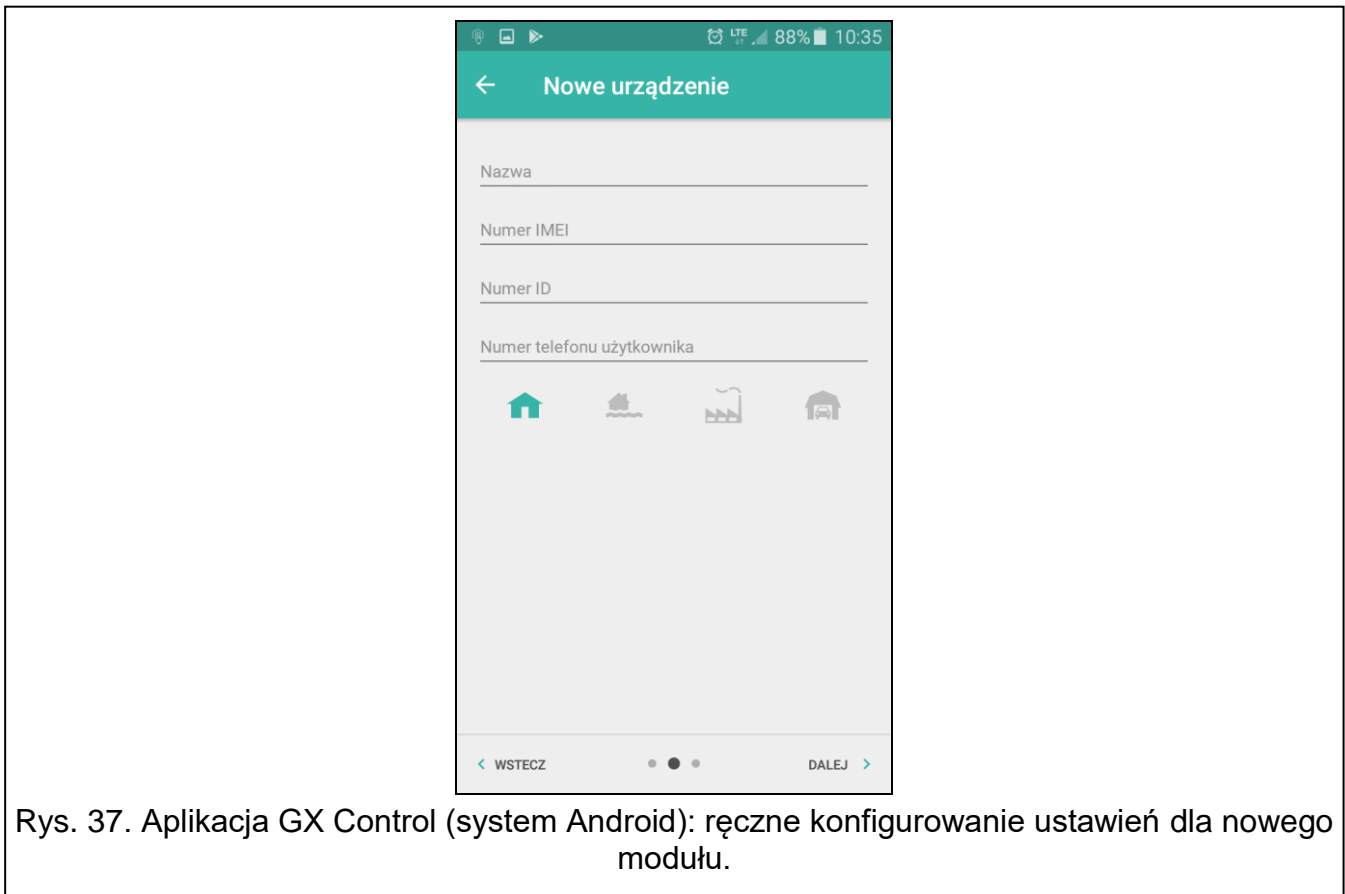 LTE 88% 10:35
Nowe urządzenie
Nazwa
Numer IMEI
Numer ID
Numer telefonu użytkownika
WSTECZ DALEJ
Rys. 37. Aplikacja GX Control (system Android): ręczne konfigurowanie ustawień dla nowego
modułu.